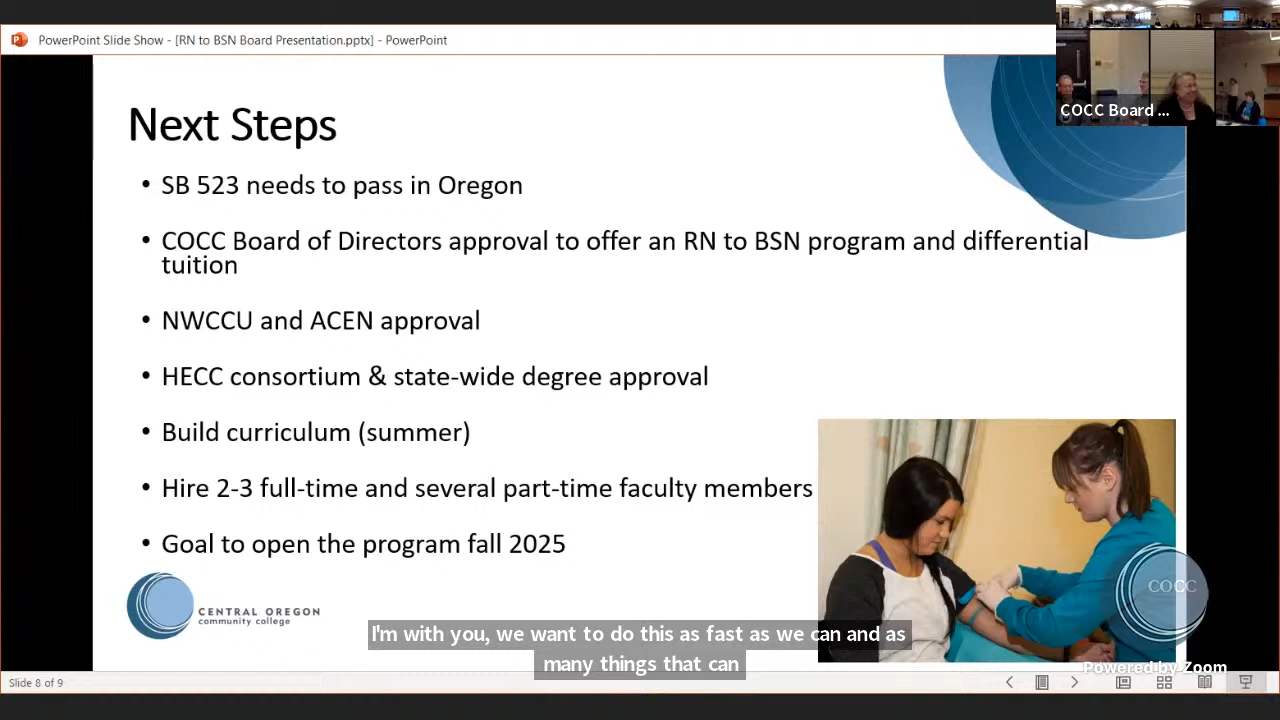 PowerPoint Slide Show - [RN to BSN Board Presentation.pptx] - PowerPoint
COCC Board ...
Next Steps
• SB 523 needs to pass in Oregon
• COCC Board of Directors approval to offer an RN to BSN program and differential
tuition
• NWCCU and ACEN approval
• HECC consortium & state-wide degree approval
• Build curriculum (summer)
• Hire 2-3 full-time and several part-time faculty members
• Goal to open the program fall 2025
CENTRAL OREGON
community college
COCC
I'm with you, we want to do this as fast as we can and as
many things that can
Powered by Zoom
Slide 8 of 9